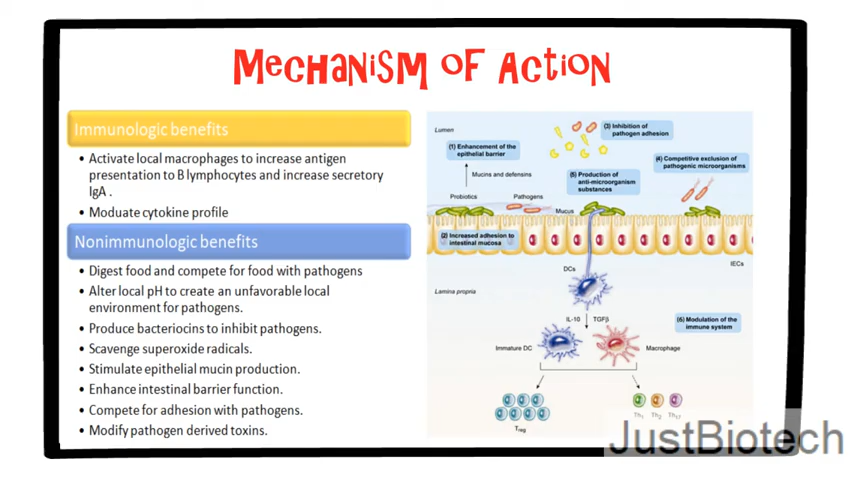 MecHaNiSM OF AcTiON
Immunologic benefits
• Activate local macrophages to increase antigen
presentation to B lymphocytes and increase secretory
IgA .
• Moduate cytokine profile
Nonimmunologic benefits
• Digest food and compete for food with pathogens
• Alter local pH to create an unfavorable local
environment for pathogens.
• Produce bacteriocins to inhibit pathogens.
• Scavenge superoxide radicals.
• Stimulate epithelial mucin production.
• Enhance intestinal barrier function.
• Compete for adhesion with pathogens.
• Modify pathogen derived toxins.
Lumen
(1) Enhancement of the
epithelial barrier
(3) Inhibition of
pathogen adhesion
(4) Competitive exclusion of
pathogenic microorganisms
Mucins and defensins
(5) Production of
anti-microorganism
substances
Probiotics
Pathogens
Mucus
(2) Increased adhesion to
intestinal mucosa
IECs
DCs
Lamina propria
IL-10
TGFβ
(6) Modulation of the
immune system
Immature DC
Macrophage
Treg
Th1
Th2
Th17
JustBiotech